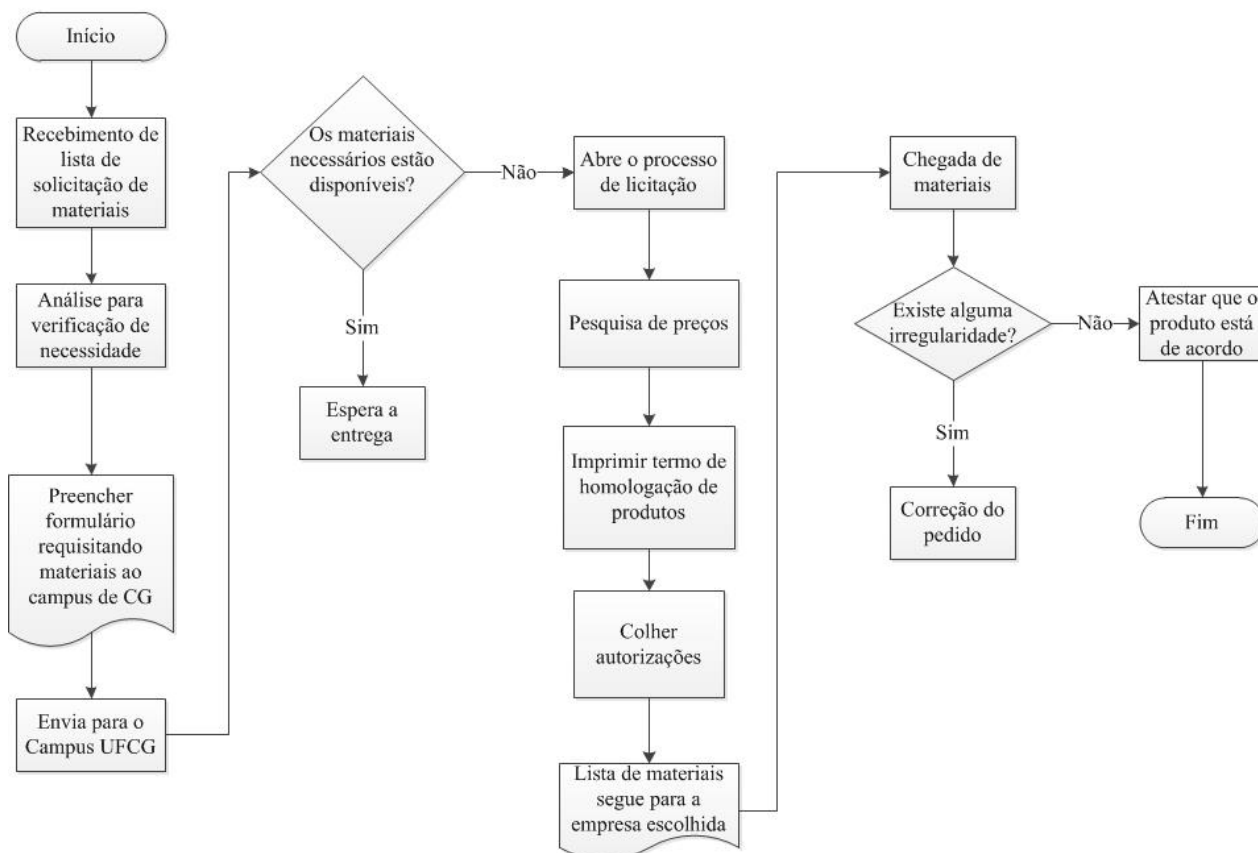 Início
Recebimento de
lista de
solicitação de
materiais
Análise para
verificação de
necessidade
Preencher
formulário
requisitando
materiais ao
campus de CG
Envia para o
Campus UFCG
Os materiais
necessários estão
disponíveis?
Não
Sim
Espera a
entrega
Abre o processo
de licitação
Pesquisa de preços
Imprimir termo de
homologação de
produtos
Colher
autorizações
Lista de materiais
segue para a
empresa escolhida
Chegada de
materiais
Existe alguma
irregularidade?
Não
Sim
Correção do
pedido
Atestar que o
produto está
de acordo
Fim